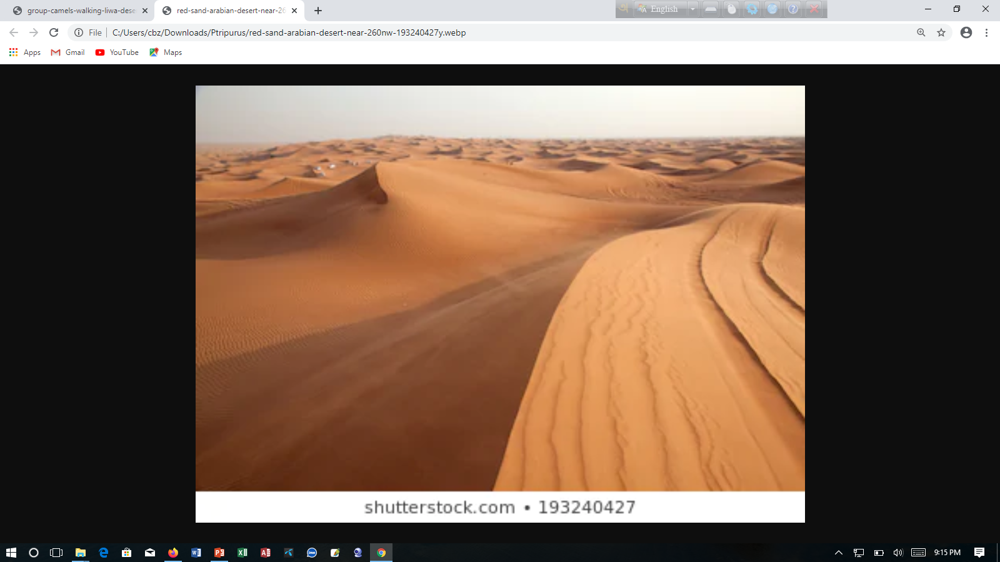 group-camels-walking-liwa-dese
red-sand-arabian-desert-near-26
English
File
C:/Users/cbz/Downloads/Ptripurus/red-sand-arabian-desert-near-260nw-193240427y.webp
Apps
Gmail
YouTube
Maps
shutterstock.com • 193240427
9:15 PM